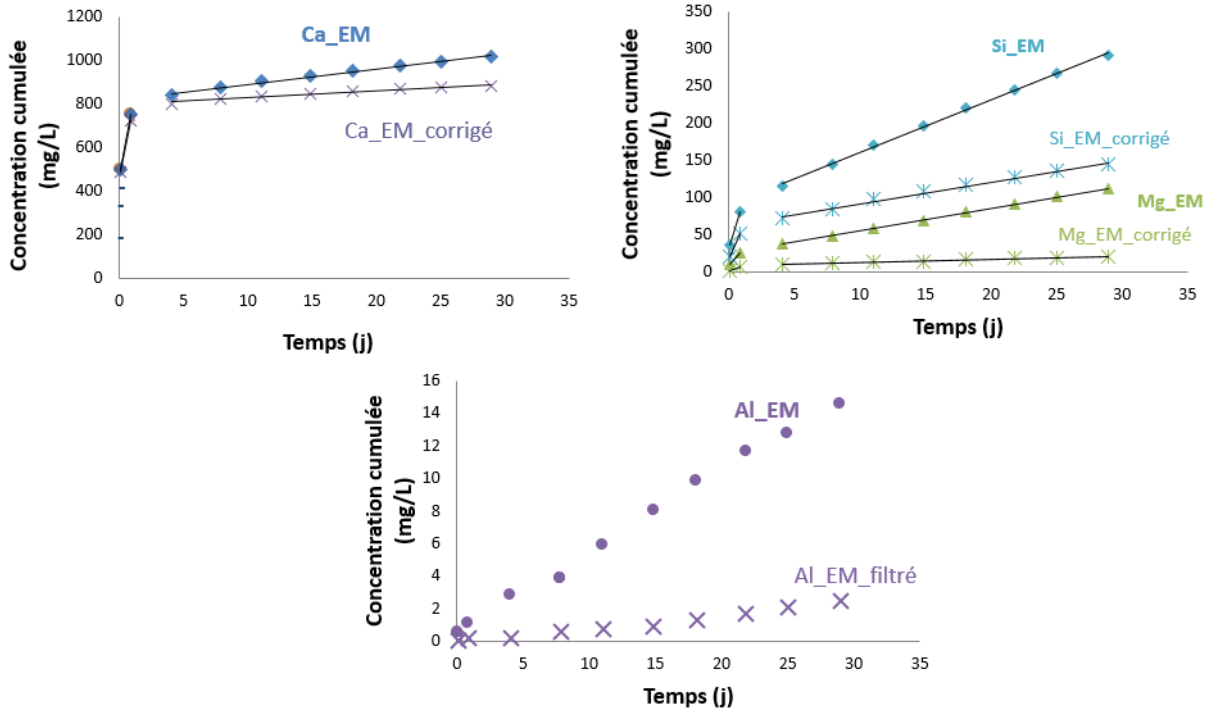 1200
1000
800
600
400
200
0
Concentration cumulée
(mg/L)
Ca_EM
Ca_EM_corrigé
0 5 10 15 20 25 30 35
Temps (j)
350
300
250
200
150
100
50
0
Concentration cumulée
(mg/L)
Si_EM
Si_EM_corrigé
Mg_EM
Mg_EM_corrigé
0 5 10 15 20 25 30 35
Temps (j)
16
14
12
10
8
6
4
2
0
Concentration cumulée
(mg/L)
Al_EM
Al_EM_filtré
0 5 10 15 20 25 30 35
Temps (j)